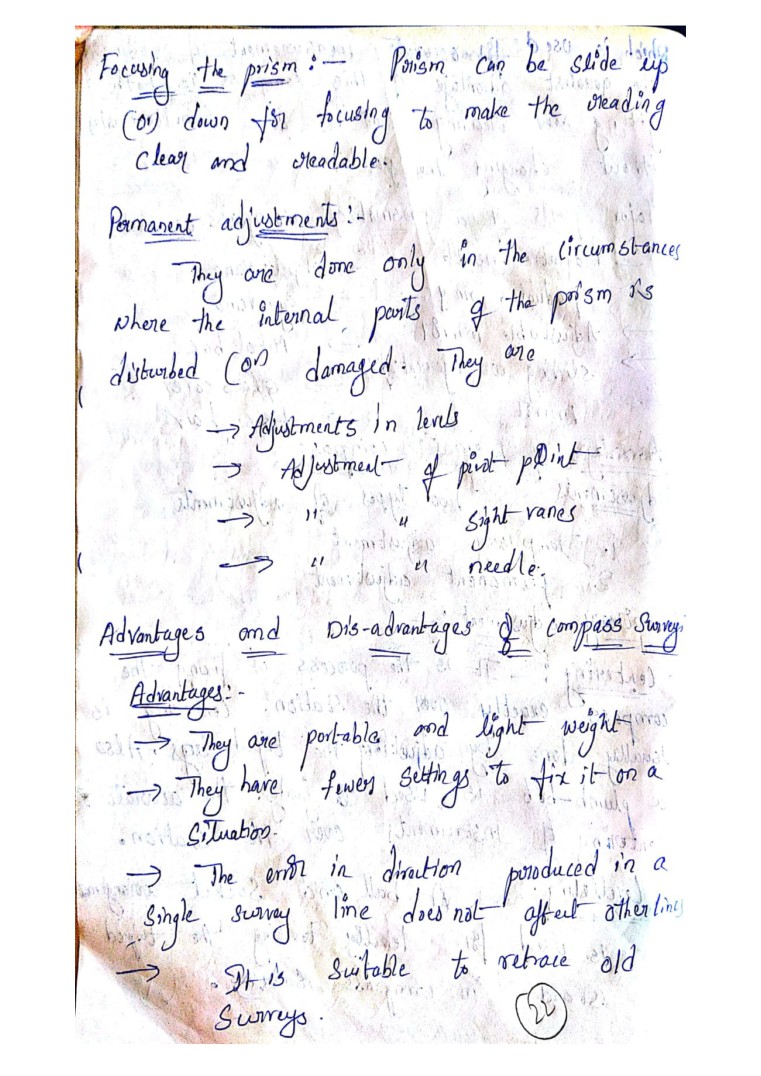 Focusing the prism :- Prism can be slide up
(or) down for focusing to make the reading
clear and readable.
Permanent adjustments :-
They are done only in the circumstances
where the internal parts of the prism is
disturbed (or) damaged. They are
→ Adjustments in levels
→ Adjustment of pivot point
→ " " sight vanes
→ " " needle.
Advantages and Dis-advantages of compass Survey.
Advantages :-
→ They are portable and light weight
→ They have fewer settings to fix it on a
situation.
→ The error in direction produced in a
single survey line does not affect other lines
→ It is suitable to retrace old
surveys.
22